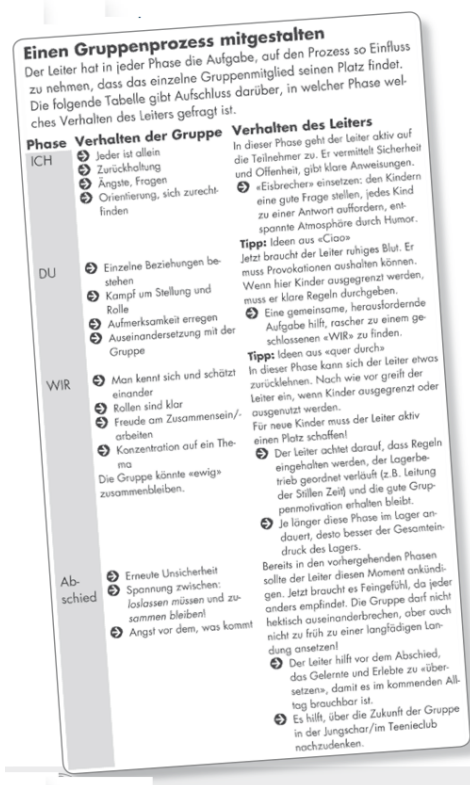 Einen Gruppenprozess mitgestalten
Der Leiter hat in jeder Phase die Aufgabe, auf den Prozess so Einfluss
zu nehmen, dass das einzelne Gruppenmitglied seinen Platz findet.
Die folgende Tabelle gibt Aufschluss darüber, in welcher Phase wel-
ches Verhalten des Leiters gefragt ist.
Phase Verhalten der Gruppe Verhalten des Leiters
ICH
Jeder ist allein
Zurückhaltung
Ängste, Fragen
Orientierung, sich zurecht-
finden
In dieser Phase geht der Leiter aktiv auf
die Teilnehmer zu. Er vermittelt Sicherheit
und Offenheit, gibt klare Anweisungen.
«Eisbrecher» einsetzen: den Kindern
eine gute Frage stellen, jedes Kind
zu einer Antwort auffordern, ent-
spannte Atmosphäre durch Humor.
Tipp: Ideen aus «Ciao»
DU
Einzelne Beziehungen be-
stehen
Kampf um Stellung und
Rolle
Aufmerksamkeit erregen
Auseinandersetzung mit der
Gruppe
Jetzt braucht der Leiter ruhiges Blut. Er
muss Provokationen aushalten können.
Wenn hier Kinder ausgegrenzt werden,
muss er klare Regeln durchgeben.
Eine gemeinsame, herausfordernde
Aufgabe hilft, rascher zu einem ge-
schlossenen «WIR» zu finden.
Tipp: Ideen aus «quer durch»
WIR
Man kennt sich und schätzt
einander
Rollen sind klar
Freude am Zusammensein/-
arbeiten
Konzentration auf ein The-
ma
Die Gruppe könnte «ewig»
zusammenbleiben.
In dieser Phase kann sich der Leiter etwas
zurücklehnen. Nach wie vor greift der
Leiter ein, wenn Kinder ausgegrenzt oder
ausgenutzt werden.
Für neue Kinder muss der Leiter aktiv
einen Platz schaffen!
Der Leiter achtet darauf, dass Regeln
eingehalten werden, der Lagerbe-
trieb geordnet verläuft (z.B. Leitung
der Stillen Zeit) und die gute Grup-
penmotivation erhalten bleibt.
Je länger diese Phase im Lager an-
dauert, desto besser der Gesamtein-
druck des Lagers.
Ab-
schied
Erneute Unsicherheit
Spannung zwischen:
loslassen müssen und zu-
sammen bleiben!
Angst vor dem, was kommt
Bereits in den vorhergehenden Phasen
sollte der Leiter diesen Moment ankündi-
gen. Jetzt braucht es Feingefühl, da jeder
anders empfindet. Die Gruppe darf nicht
hektisch auseinanderbrechen, aber auch
nicht zu früh zu einer langfädigen Lan-
dung ansetzen!
Der Leiter hilft vor dem Abschied,
das Gelernte und Erlebte zu «über-
setzen», damit es im kommenden All-
tag brauchbar ist.
Es hilft, über die Zukunft der Gruppe
in der Jungschar/im Teenieclub
nachzudenken.